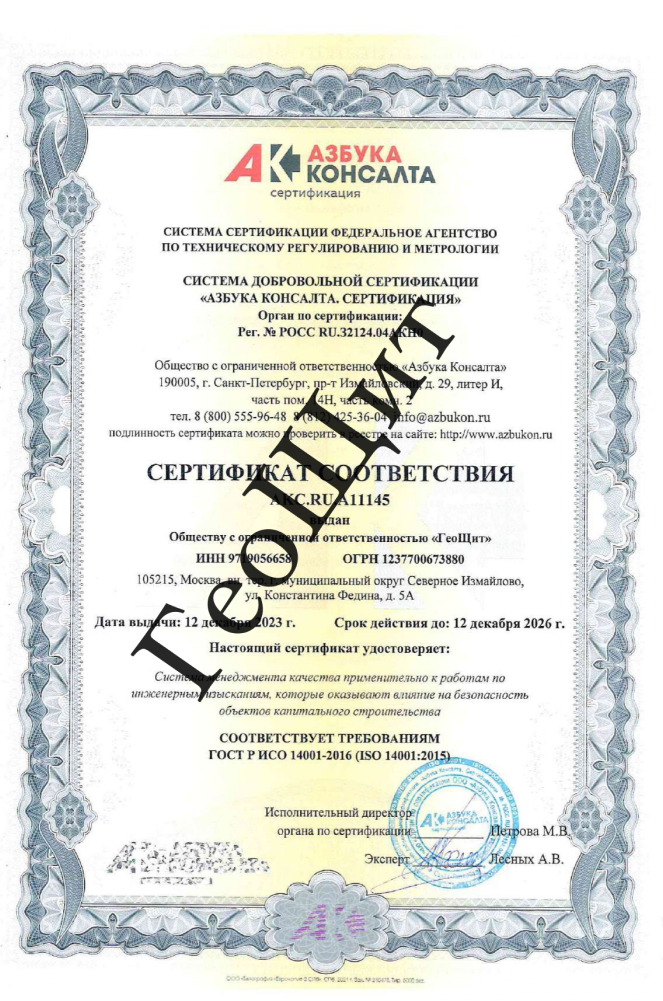 АК АЗБУКА
КОНСАЛТА
сертификация
СИСТЕМА СЕРТИФИКАЦИИ ФЕДЕРАЛЬНОЕ АГЕНТСТВО
ПО ТЕХНИЧЕСКОМУ РЕГУЛИРОВАНИЮ И МЕТРОЛОГИИ
СИСТЕМА ДОБРОВОЛЬНОЙ СЕРТИФИКАЦИИ
«АЗБУКА КОНСАЛТА. СЕРТИФИКАЦИЯ»
Орган по сертификации:
Рег. № РОСС RU.32124.04АКН0
Общество с ограниченной ответственностью «Азбука Консалта»
190005, г. Санкт-Петербург, пр-т Измайловский, д. 29, литер И,
часть пом. 4Н, часть комн. 2
тел. 8 (800) 555-96-48 8 (812) 425-36-04 info@azbukon.ru
подлинность сертификата можно проверить в реестре на сайте: http://www.azbukon.ru
СЕРТИФИКАТ СООТВЕТСТВИЯ
АКС.RU.А11145
выдан
Обществу с ограниченной ответственностью «ГеоЩит»
ИНН 9719056658 ОГРН 1237700673880
105215, Москва, вн. тер. г. муниципальный округ Северное Измайлово,
ул. Константина Федина, д. 5А
Дата выдачи: 12 декабря 2023 г. Срок действия до: 12 декабря 2026 г.
Настоящий сертификат удостоверяет:
Система менеджмента качества применительно к работам по
инженерным изысканиям, которые оказывают влияние на безопасность
объектов капитального строительства
СООТВЕТСТВУЕТ ТРЕБОВАНИЯМ
ГОСТ Р ИСО 14001-2016 (ISO 14001:2015)
Исполнительный директор
органа по сертификации Петрова М.В.
Эксперт Лесных А.В.
АК АЗБУКА
КОНСАЛТА
ГеоЩит